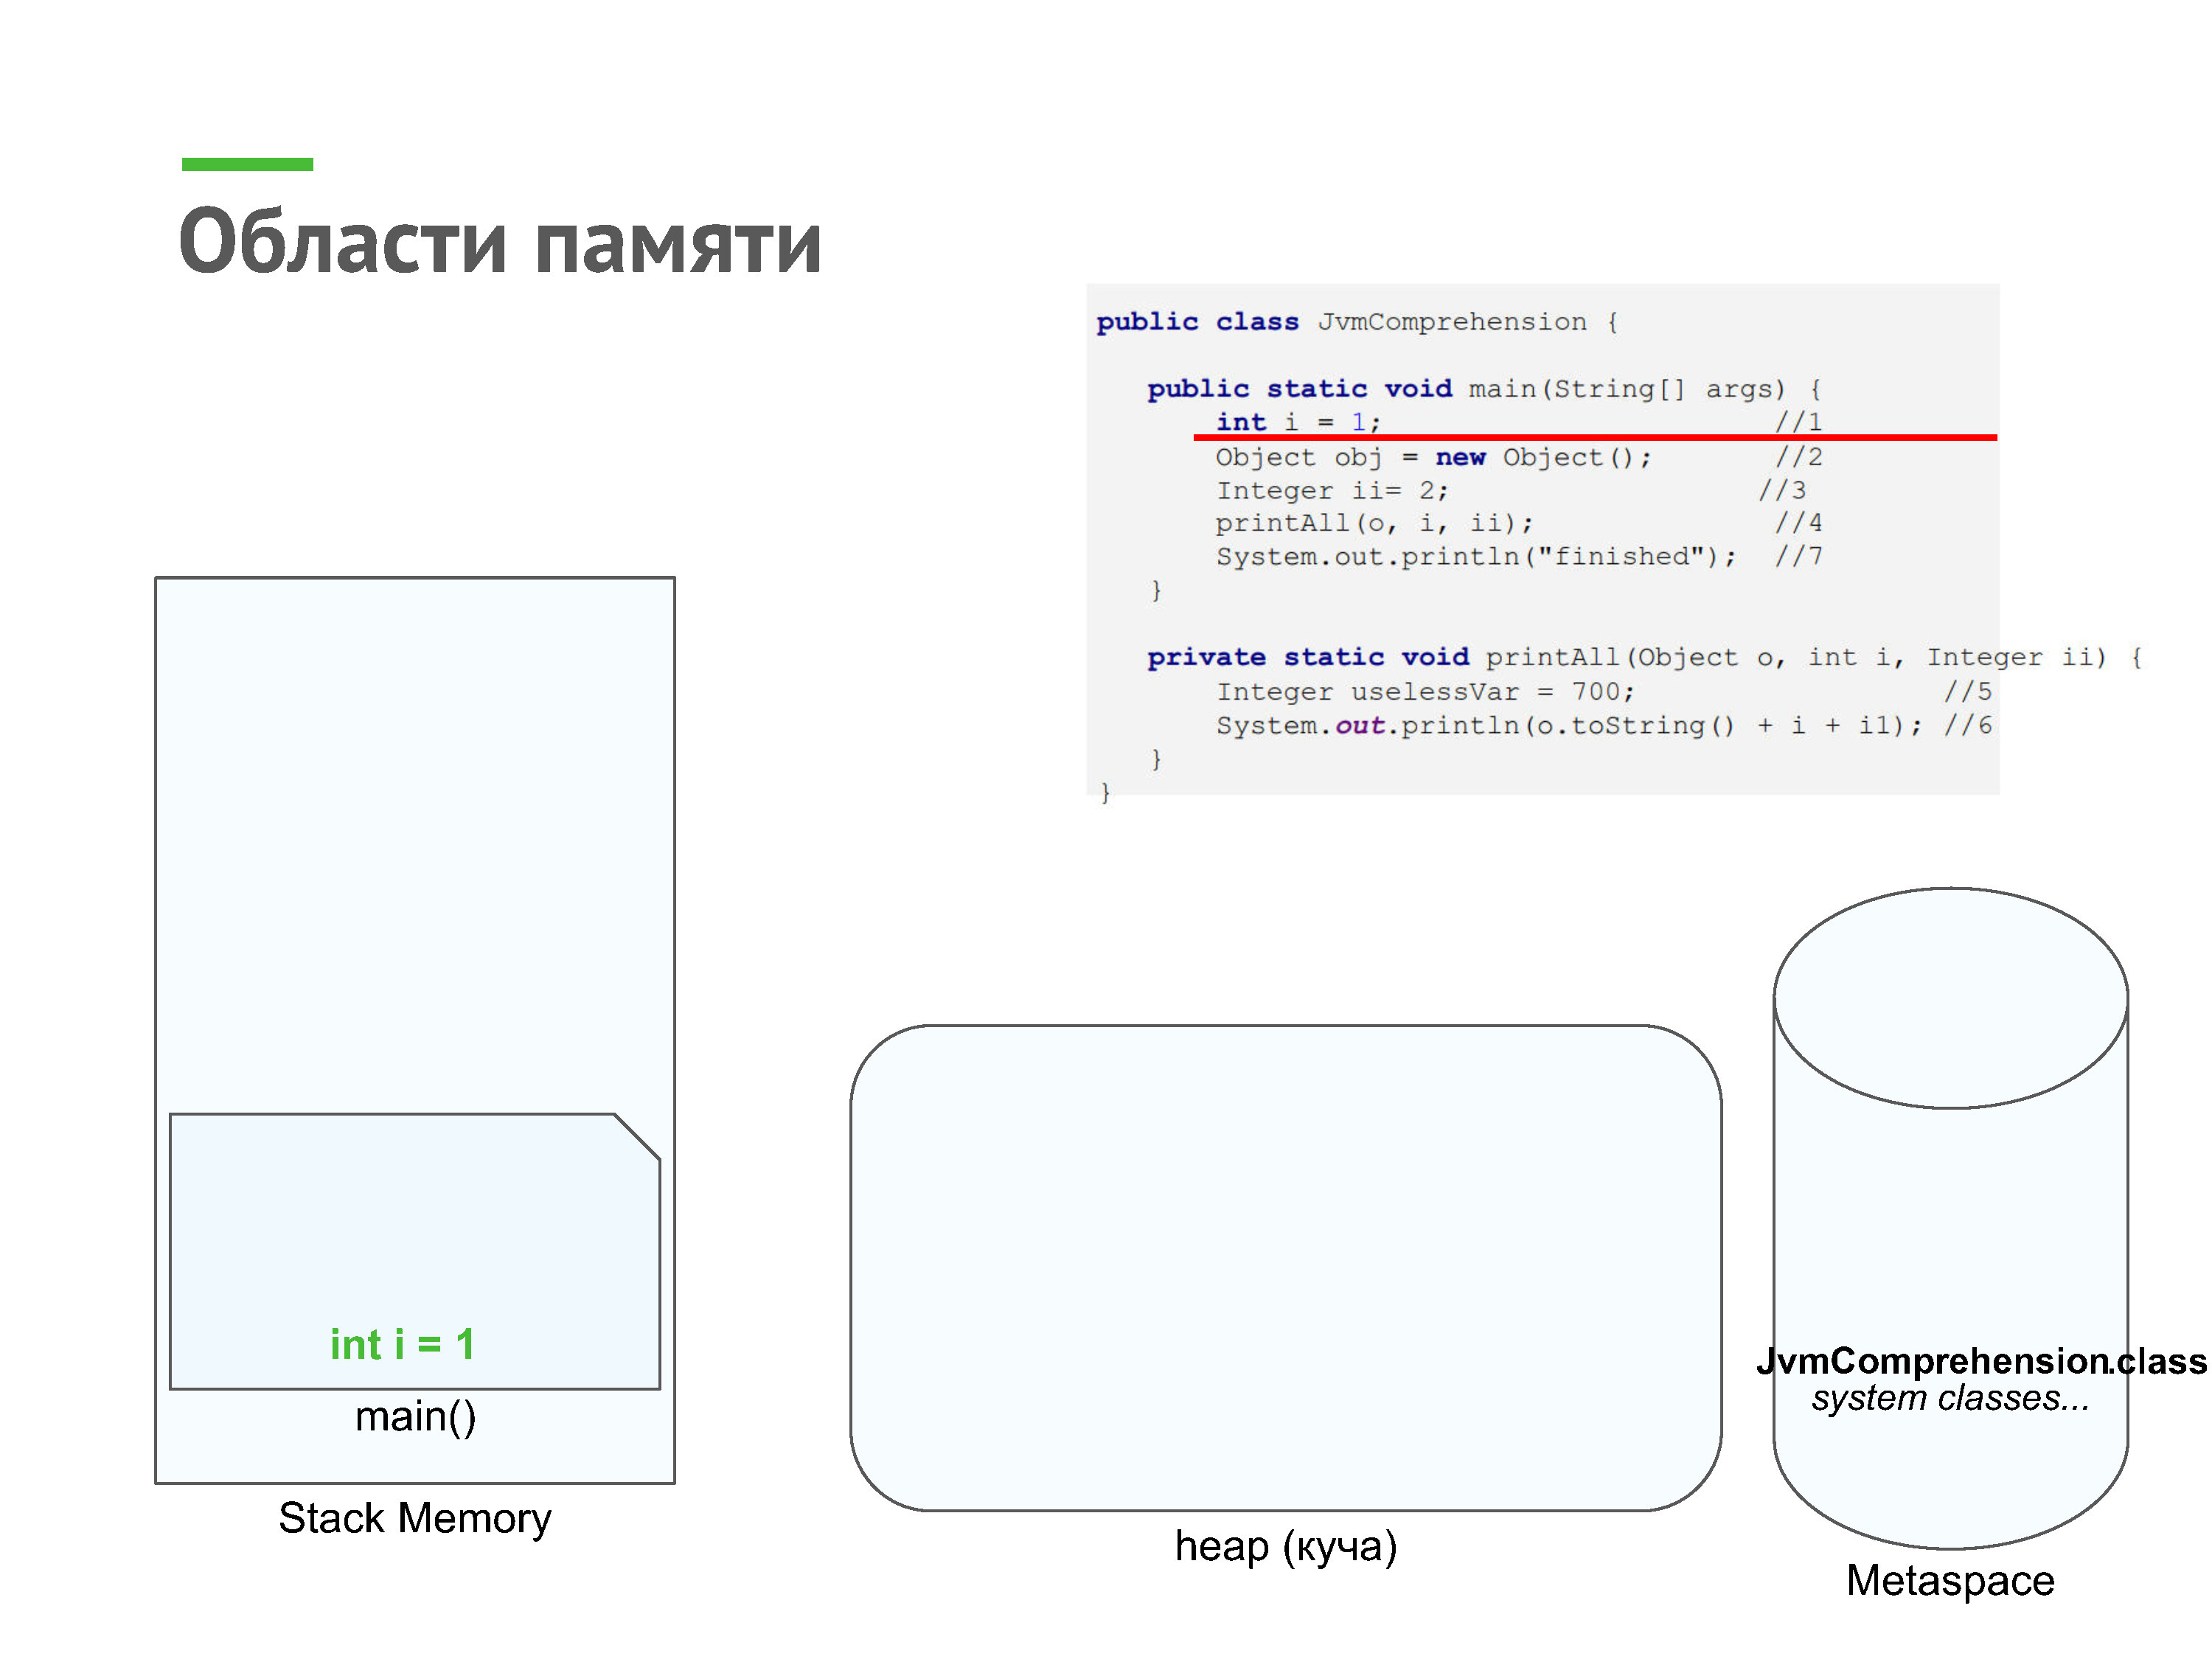 Области памяти
public class JvmComprehension {
public static void main(String[] args) {
int i = 1; //1
Object obj = new Object(); //2
Integer ii= 2; //3
printAll(o, i, ii); //4
System.out.println("finished"); //7
}
private static void printAll(Object o, int i, Integer ii) {
Integer uselessVar = 700; //5
System.out.println(o.toString() + i + i1); //6
}
}
int i = 1
main()
Stack Memory
heap (куча)
JvmComprehension.class
system classes...
Metaspace